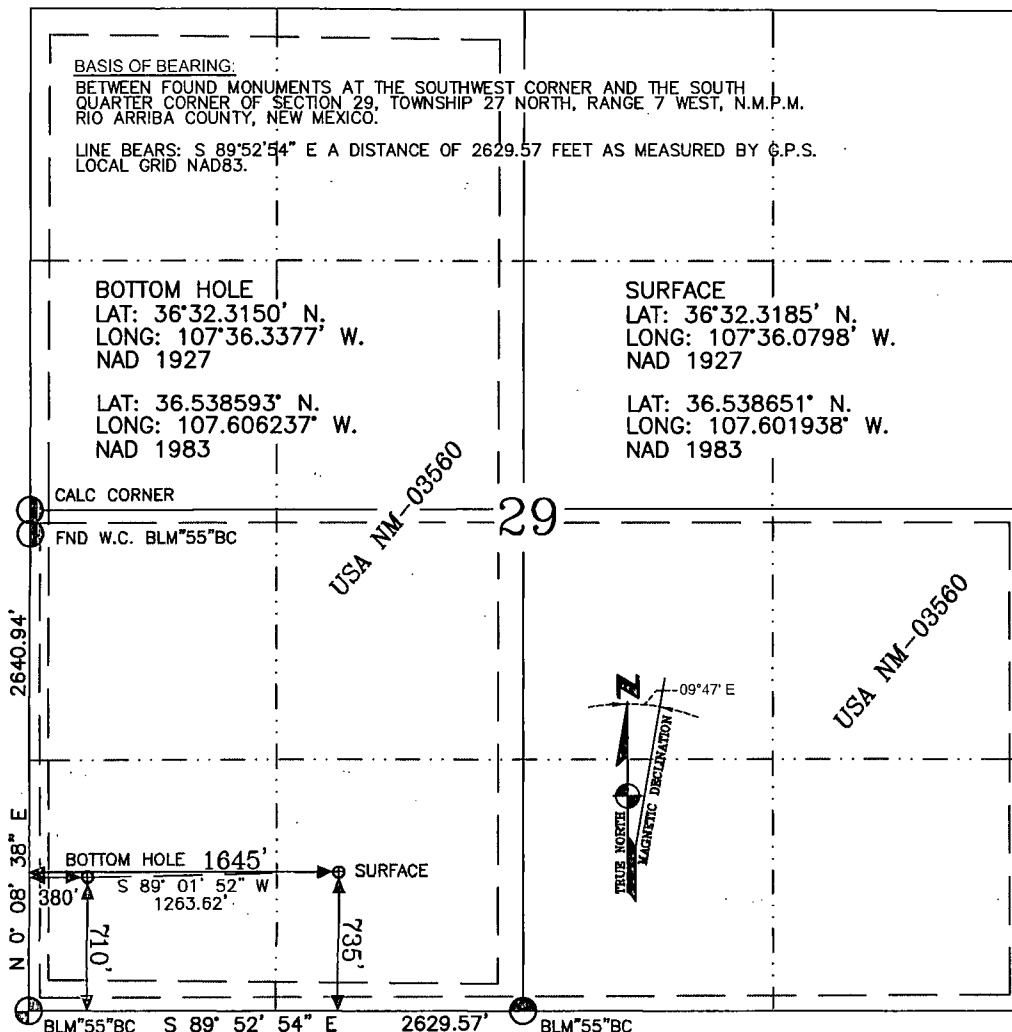 BASIS OF BEARING:
BETWEEN FOUND MONUMENTS AT THE SOUTHWEST CORNER AND THE SOUTH
QUARTER CORNER OF SECTION 29, TOWNSHIP 27 NORTH, RANGE 7 WEST, N.M.P.M.
RIO ARRIBA COUNTY, NEW MEXICO.
LINE BEARS: S 89°52'54" E A DISTANCE OF 2629.57 FEET AS MEASURED BY G.P.S.
LOCAL GRID NAD83.
BOTTOM HOLE
LAT: 36°32.3150' N.
LONG: 107°36.3377' W.
NAD 1927
LAT: 36.538593° N.
LONG: 107.606237° W.
NAD 1983
SURFACE
LAT: 36°32.3185' N.
LONG: 107°36.0798' W.
NAD 1927
LAT: 36.538651° N.
LONG: 107.601938° W.
NAD 1983
USA NM-03560
CALC CORNER
29
FND W.C. BLM"55"BC
USA NM-03560
N
09°47' E
TRUE NORTH
MAGNETIC DECLINATION
N 0° 08' 38" E 2640.94'
BOTTOM HOLE 1645'
SURFACE
380'
S 89° 01' 52" W
1263.62'
710'
735'
BLM"55"BC S 89° 52' 54" E 2629.57' BLM"55"BC